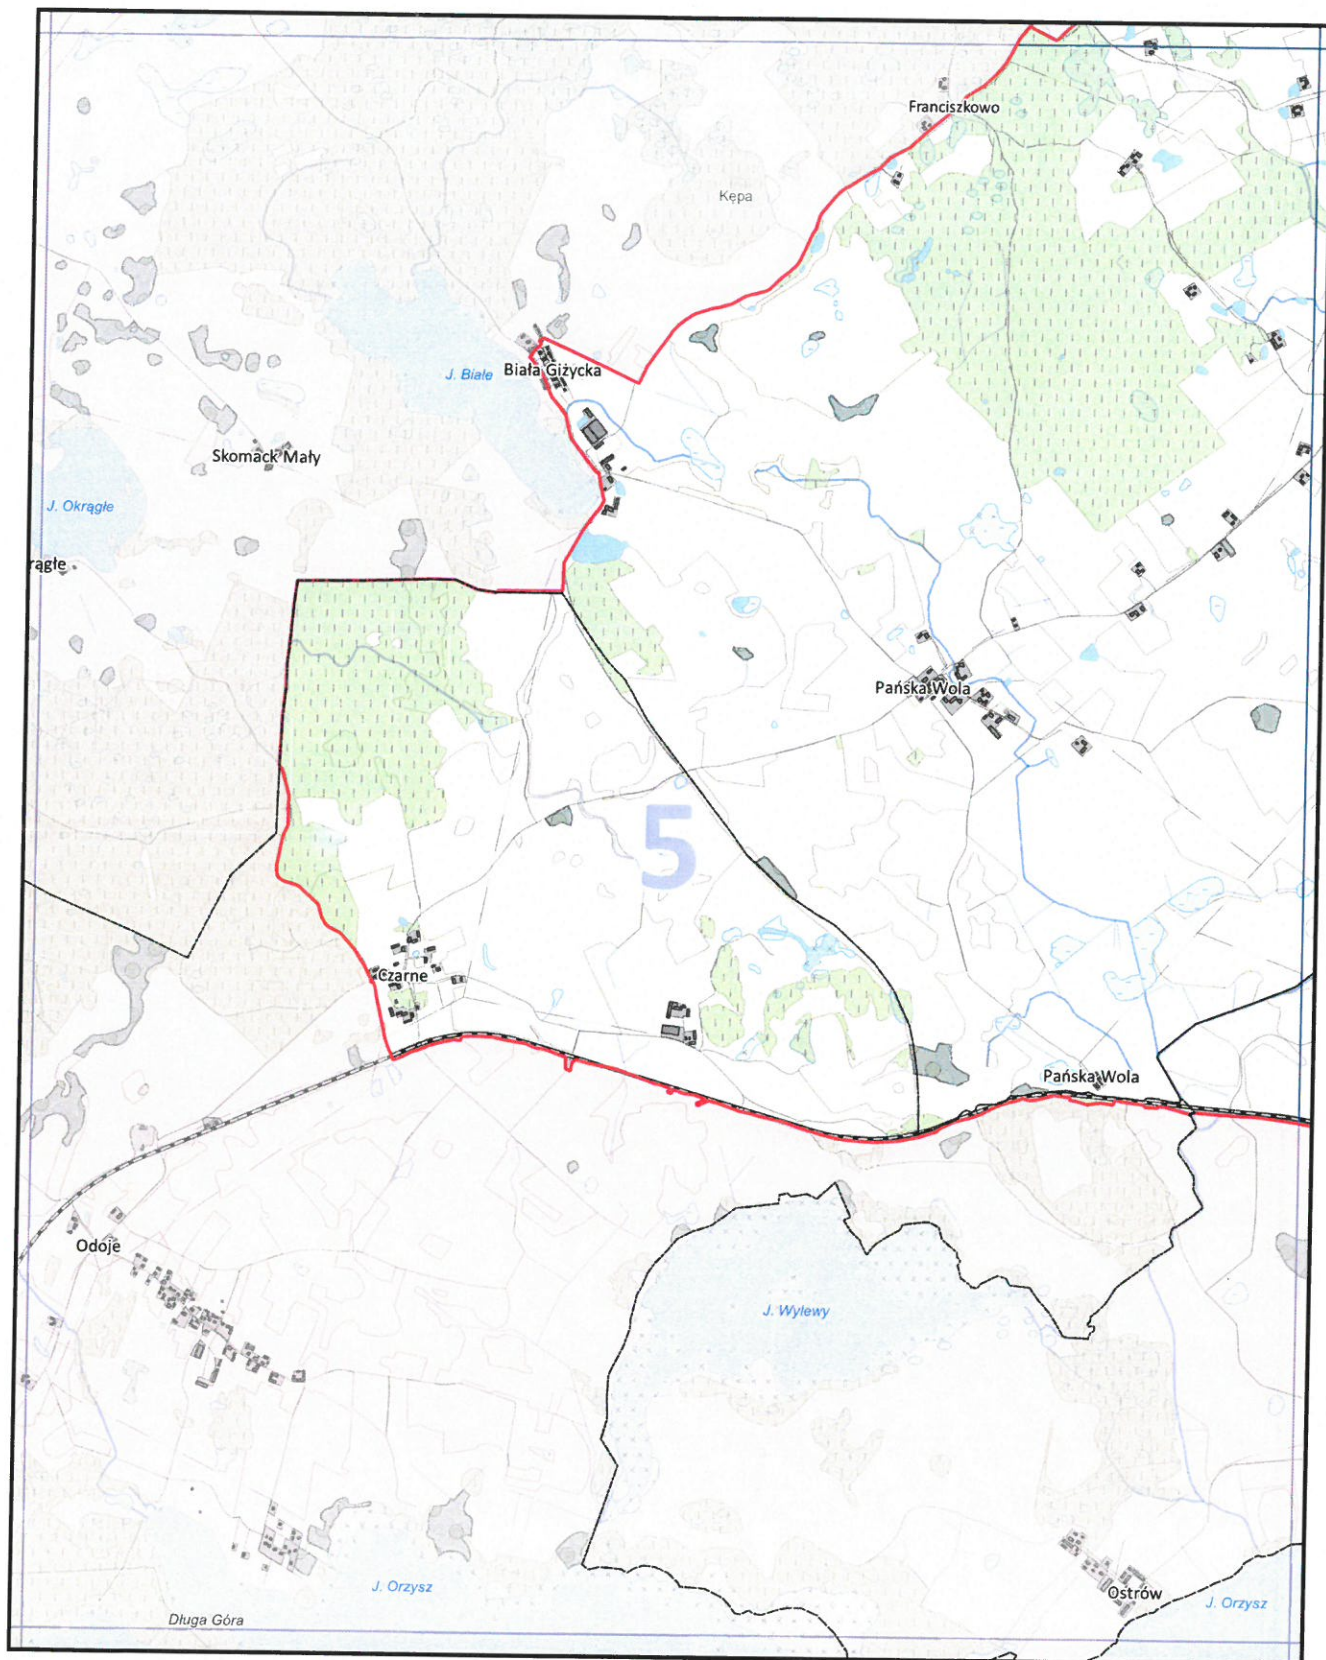 Franciszkowo
Kępa
J. Białe
Biała Giżycka
Skomack Mały
J. Okrągłe
rągłe
Pańska Wola
5
Czarne
Pańska Wola
Odoje
J. Wylewy
J. Orzysz
Ostrów
J. Orzysz
Długa Góra